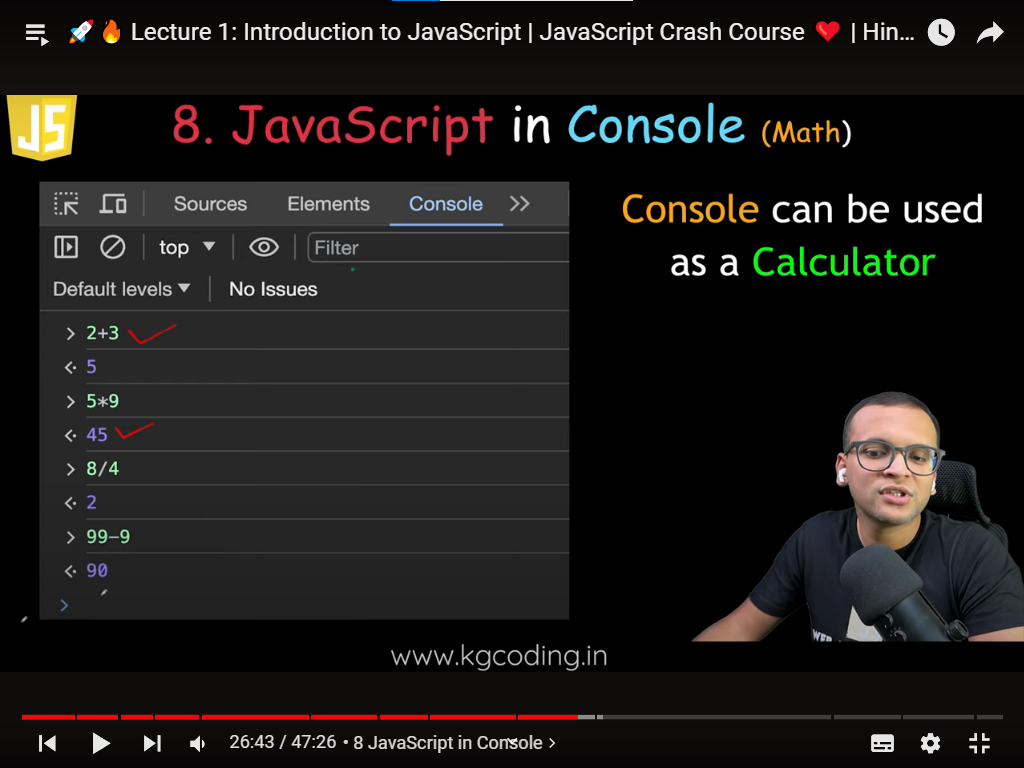 🚀🔥 Lecture 1: Introduction to JavaScript | JavaScript Crash Course ❤️ | Hin...
JS
8. JavaScript in Console (Math)
Sources Elements Console
top ▼ Filter
Default levels ▼ No Issues
> 2+3
<· 5
> 5*9
<· 45
> 8/4
<· 2
> 99-9
<· 90
>
Console can be used
as a Calculator
www.kgcoding.in
26:43 / 47:26 • 8 JavaScript in Console >